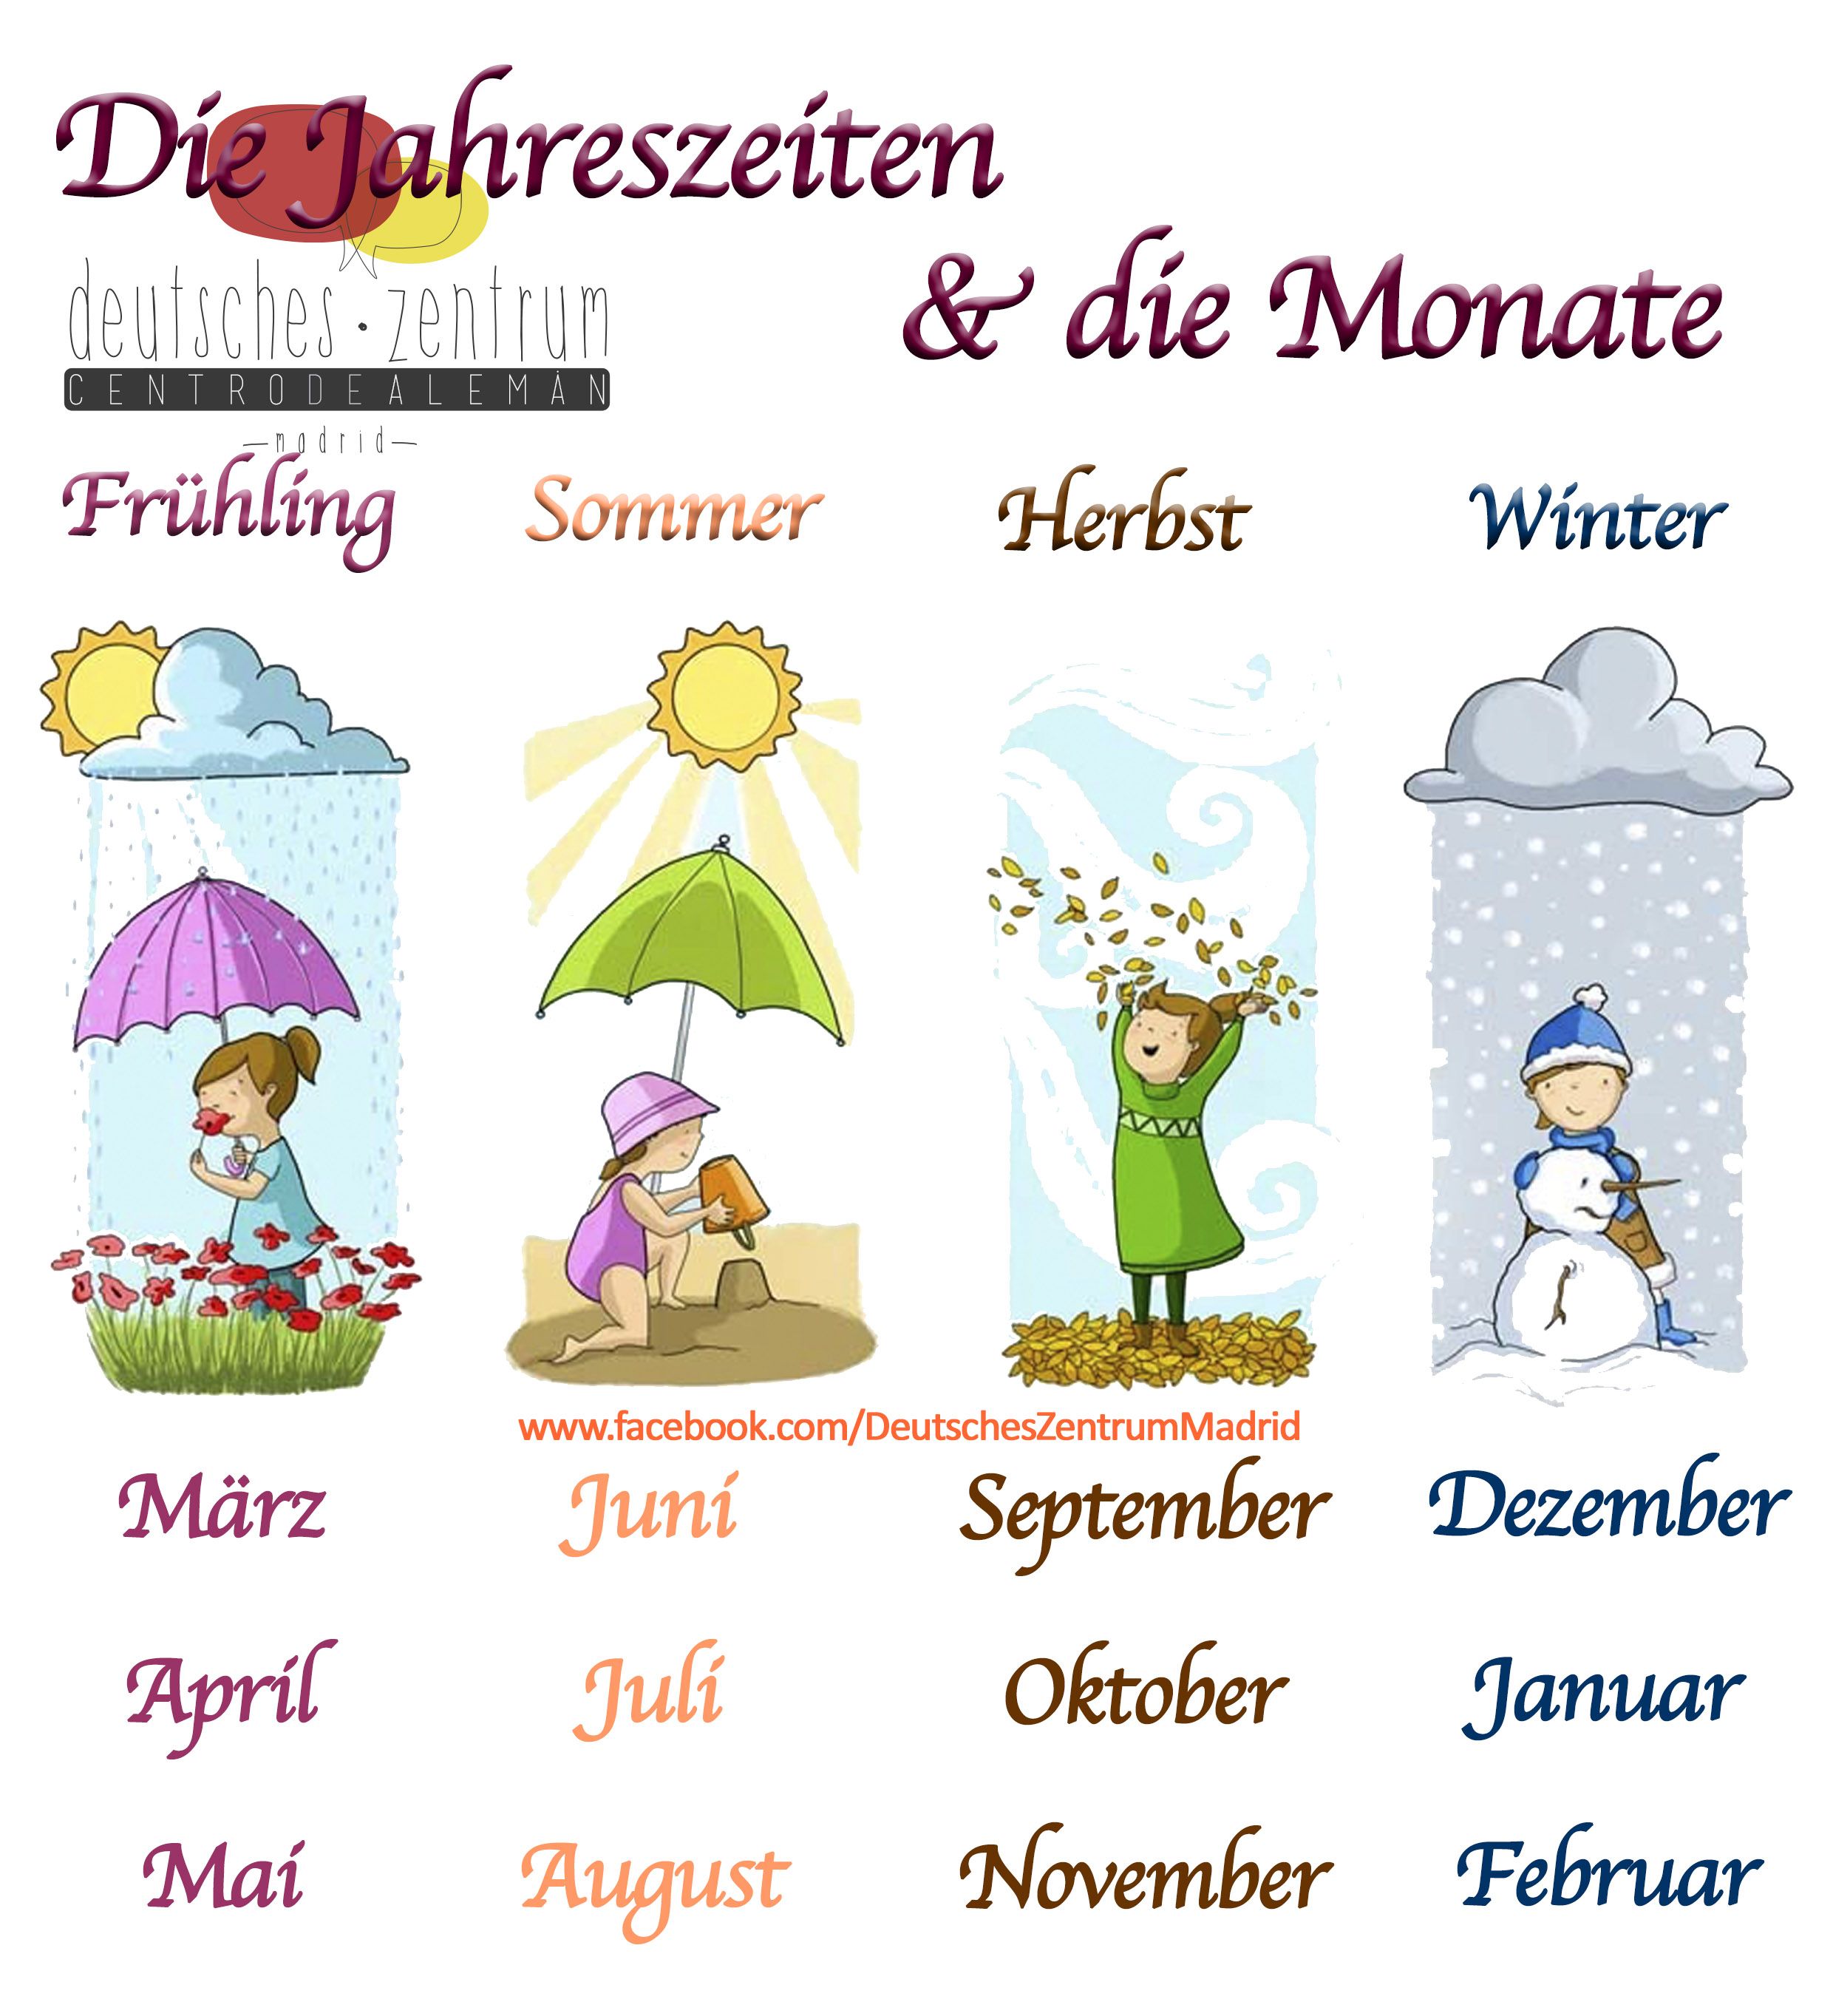 Die Jahreszeiten
& die Monate
deutsches · zentrum
CENTRODEALEMÁN
—madrid—
Frühling Sommer Herbst Winter
www.facebook.com/DeutschesZentrumMadrid
März Juni September Dezember
April Juli Oktober Januar
Mai August November Februar